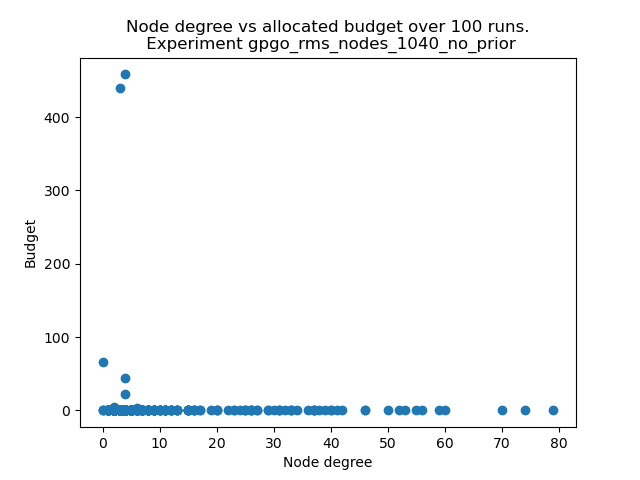 Node degree vs allocated budget over 100 runs.
Experiment gpgo_rms_nodes_1040_no_prior
400
300
200
100
0
Budget
0 10 20 30 40 50 60 70 80
Node degree